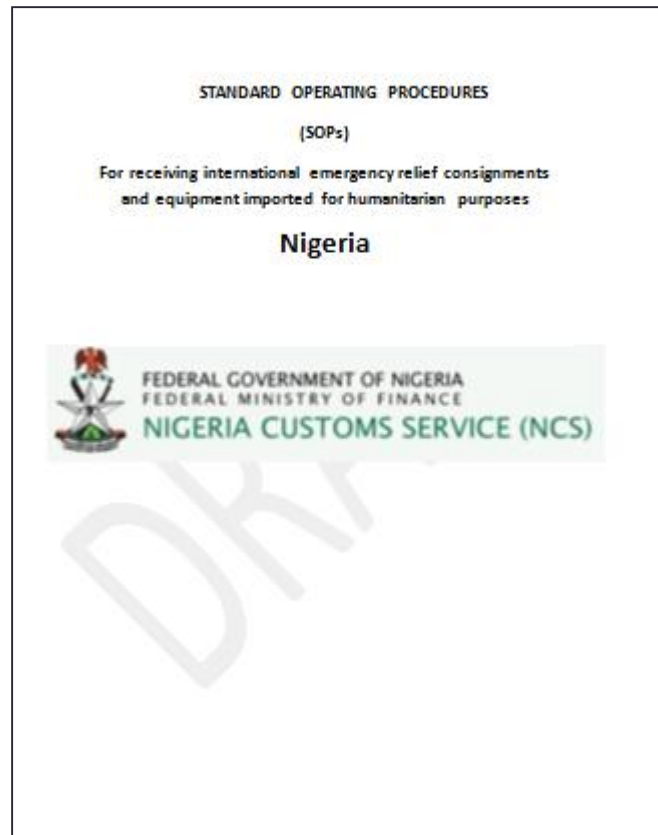 STANDARD OPERATING PROCEDURES
(SOPs)
For receiving international emergency relief consignments
and equipment imported for humanitarian purposes
Nigeria
FEDERAL GOVERNMENT OF NIGERIA
FEDERAL MINISTRY OF FINANCE
NIGERIA CUSTOMS SERVICE (NCS)
DRAFT